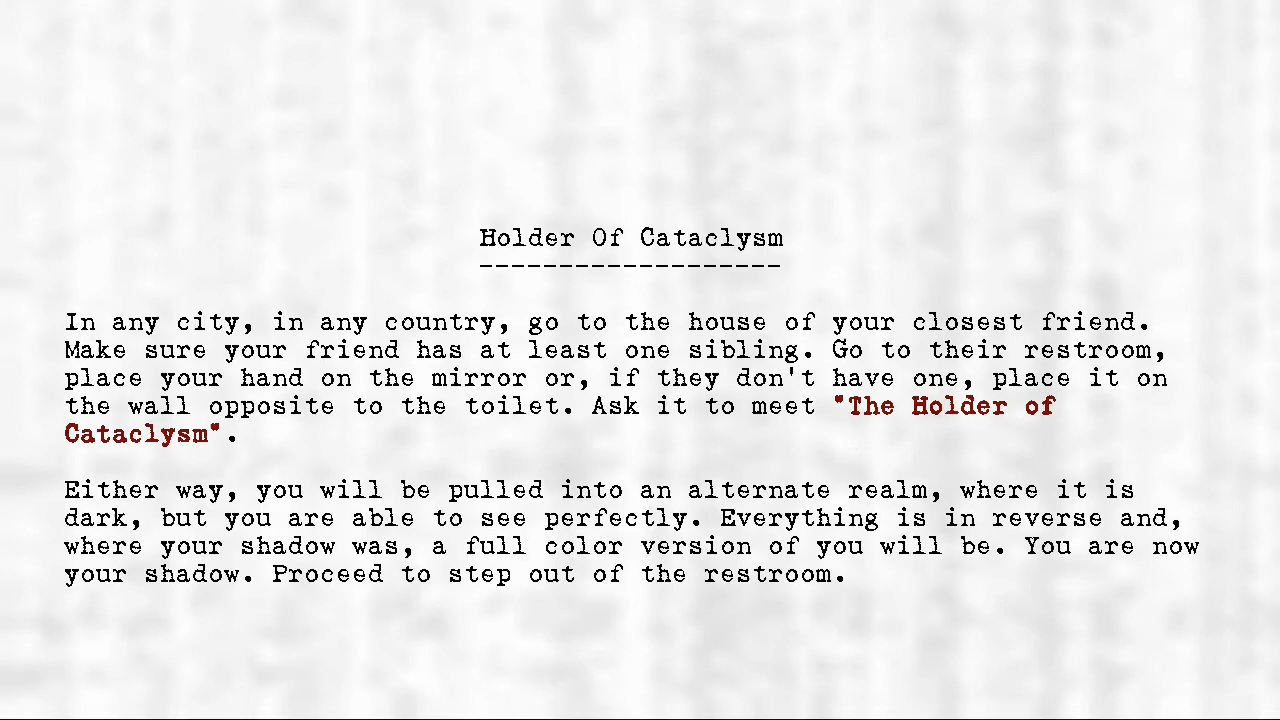 Holder Of Cataclysm
-------------------
In any city, in any country, go to the house of your closest friend.
Make sure your friend has at least one sibling. Go to their restroom,
place your hand on the mirror or, if they don't have one, place it on
the wall opposite to the toilet. Ask it to meet "The Holder of
Cataclysm".
Either way, you will be pulled into an alternate realm, where it is
dark, but you are able to see perfectly. Everything is in reverse and,
where your shadow was, a full color version of you will be. You are now
your shadow. Proceed to step out of the restroom.